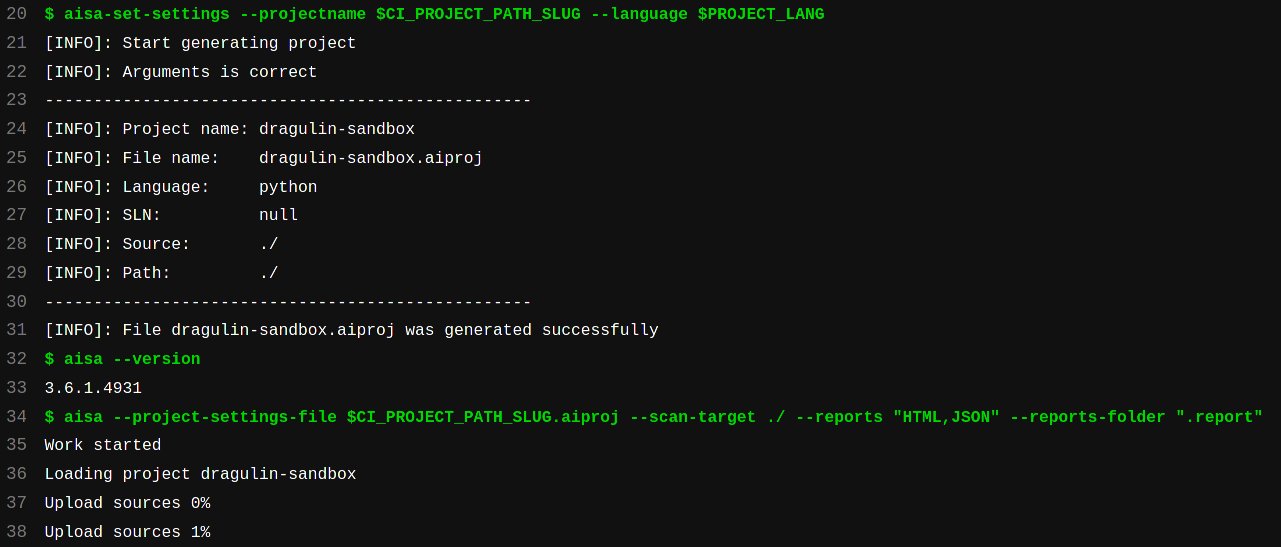 20 $ aisa-set-settings --projectname $CI_PROJECT_PATH_SLUG --language $PROJECT_LANG
21 [INFO]: Start generating project
22 [INFO]: Arguments is correct
23 --------------------------------------------------
24 [INFO]: Project name: dragulin-sandbox
25 [INFO]: File name:    dragulin-sandbox.aiproj
26 [INFO]: Language:     python
27 [INFO]: SLN:          null
28 [INFO]: Source:       ./
29 [INFO]: Path:         ./
30 --------------------------------------------------
31 [INFO]: File dragulin-sandbox.aiproj was generated successfully
32 $ aisa --version
33 3.6.1.4931
34 $ aisa --project-settings-file $CI_PROJECT_PATH_SLUG.aiproj --scan-target ./ --reports "HTML,JSON" --reports-folder ".report"
35 Work started
36 Loading project dragulin-sandbox
37 Upload sources 0%
38 Upload sources 1%